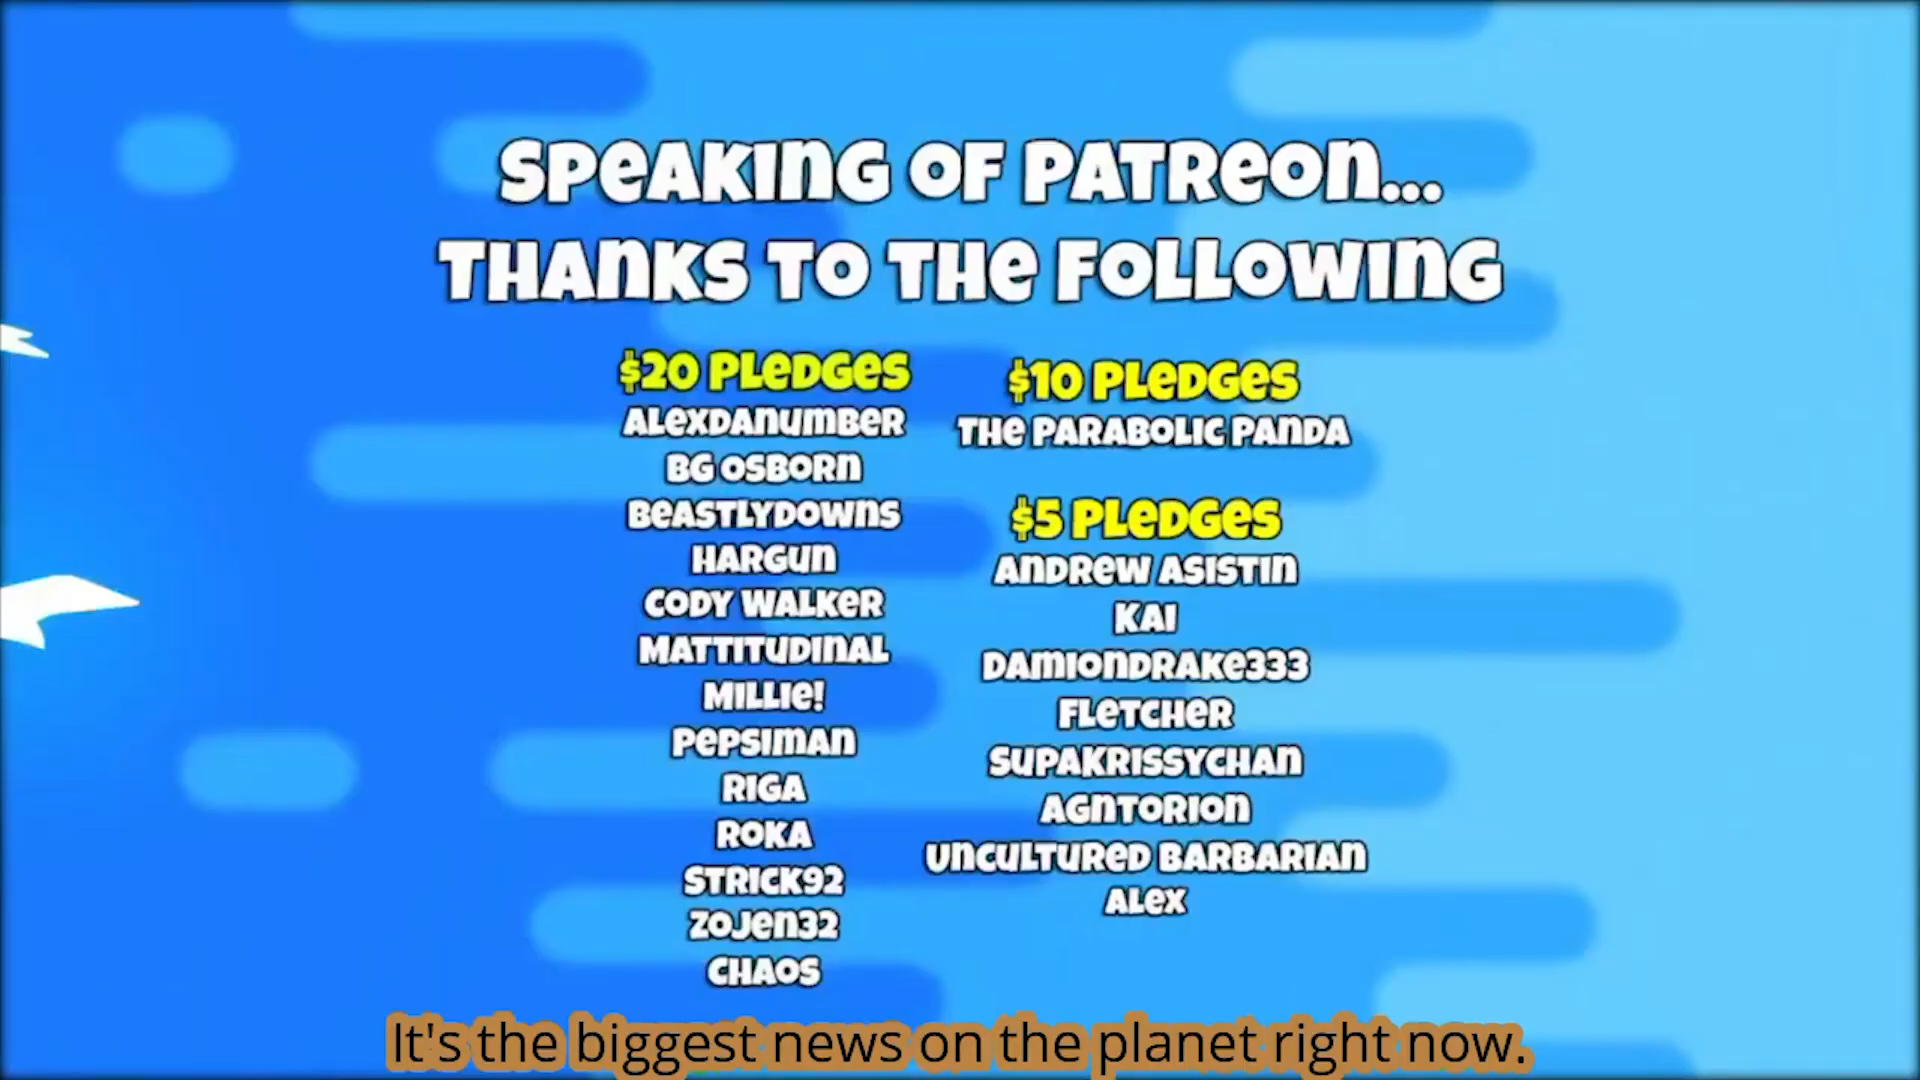 SPEAKING OF PATREON...
THANKS TO THE FOLLOWING
$20 PLEDGES
ALEXDANUMBER
BG OSBORN
BEASTLYDOWNS
HARGUN
CODY WALKER
MATTITUDINAL
MILLIE!
PEPSIMAN
RIGA
ROKA
STRICK92
ZOJEN32
CHAOS
$10 PLEDGES
THE PARABOLIC PANDA
$5 PLEDGES
ANDREW ASISTIN
KAI
DAMIONDRAKE333
FLETCHER
SUPAKRISSYCHAN
AGNTORION
UNCULTURED BARBARIAN
ALEX
It's the biggest news on the planet right now.